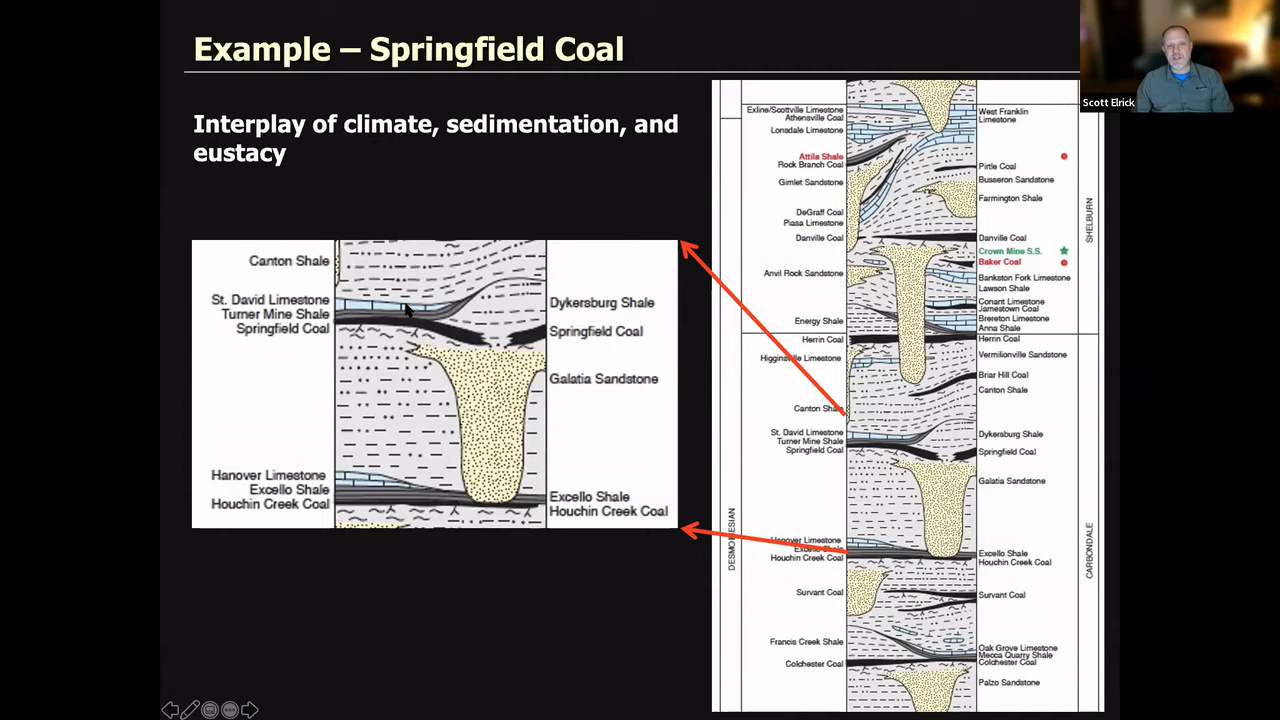 Example – Springfield Coal
Scott Elrick
Interplay of climate, sedimentation, and
eustacy
Canton Shale
St. David Limestone
Turner Mine Shale
Springfield Coal
Hanover Limestone
Excello Shale
Houchin Creek Coal
Dykersburg Shale
Springfield Coal
Galatia Sandstone
Excello Shale
Houchin Creek Coal
Exline/Scottville Limestone
Athensville Coal
Lonsdale Limestone
Attila Shale
Rock Branch Coal
Gimlet Sandstone
DeGraff Coal
Piasa Limestone
Danville Coal
Anvil Rock Sandstone
Energy Shale
Herrin Coal
Higginsville Limestone
Canton Shale
St. David Limestone
Turner Mine Shale
Springfield Coal
Hanover Limestone
Excello Shale
Houchin Creek Coal
Survant Coal
Francis Creek Shale
Colchester Coal
West Franklin
Limestone
Pirtle Coal
Busseron Sandstone
Farmington Shale
Danville Coal
Crown Mine S.S.
Baker Coal
Bankston Fork Limestone
Lawson Shale
Conant Limestone
Jamestown Coal
Brereton Limestone
Anna Shale
Herrin Coal
Vermilionville Sandstone
Briar Hill Coal
Canton Shale
Dykersburg Shale
Springfield Coal
Galatia Sandstone
Excello Shale
Houchin Creek Coal
Survant Coal
Oak Grove Limestone
Mecca Quarry Shale
Colchester Coal
Palzo Sandstone
DESMOINESIAN
SHELBURN
CARBONDALE